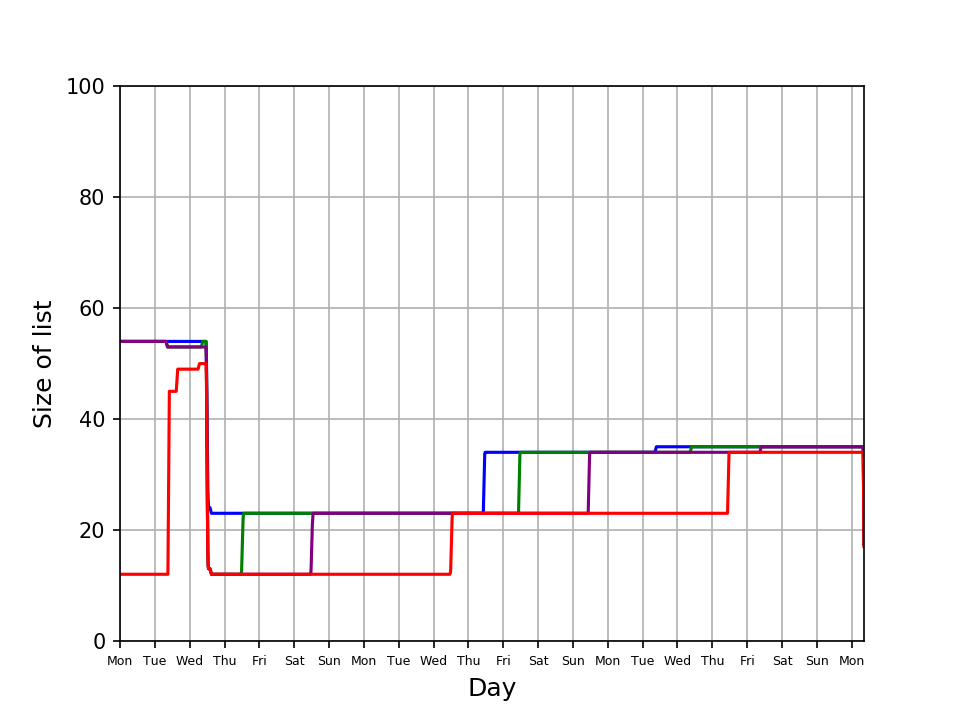 100
80
60
40
20
0
Size of list
Mon Tue Wed Thu Fri Sat Sun Mon Tue Wed Thu Fri Sat Sun Mon Tue Wed Thu Fri Sat Sun Mon
Day